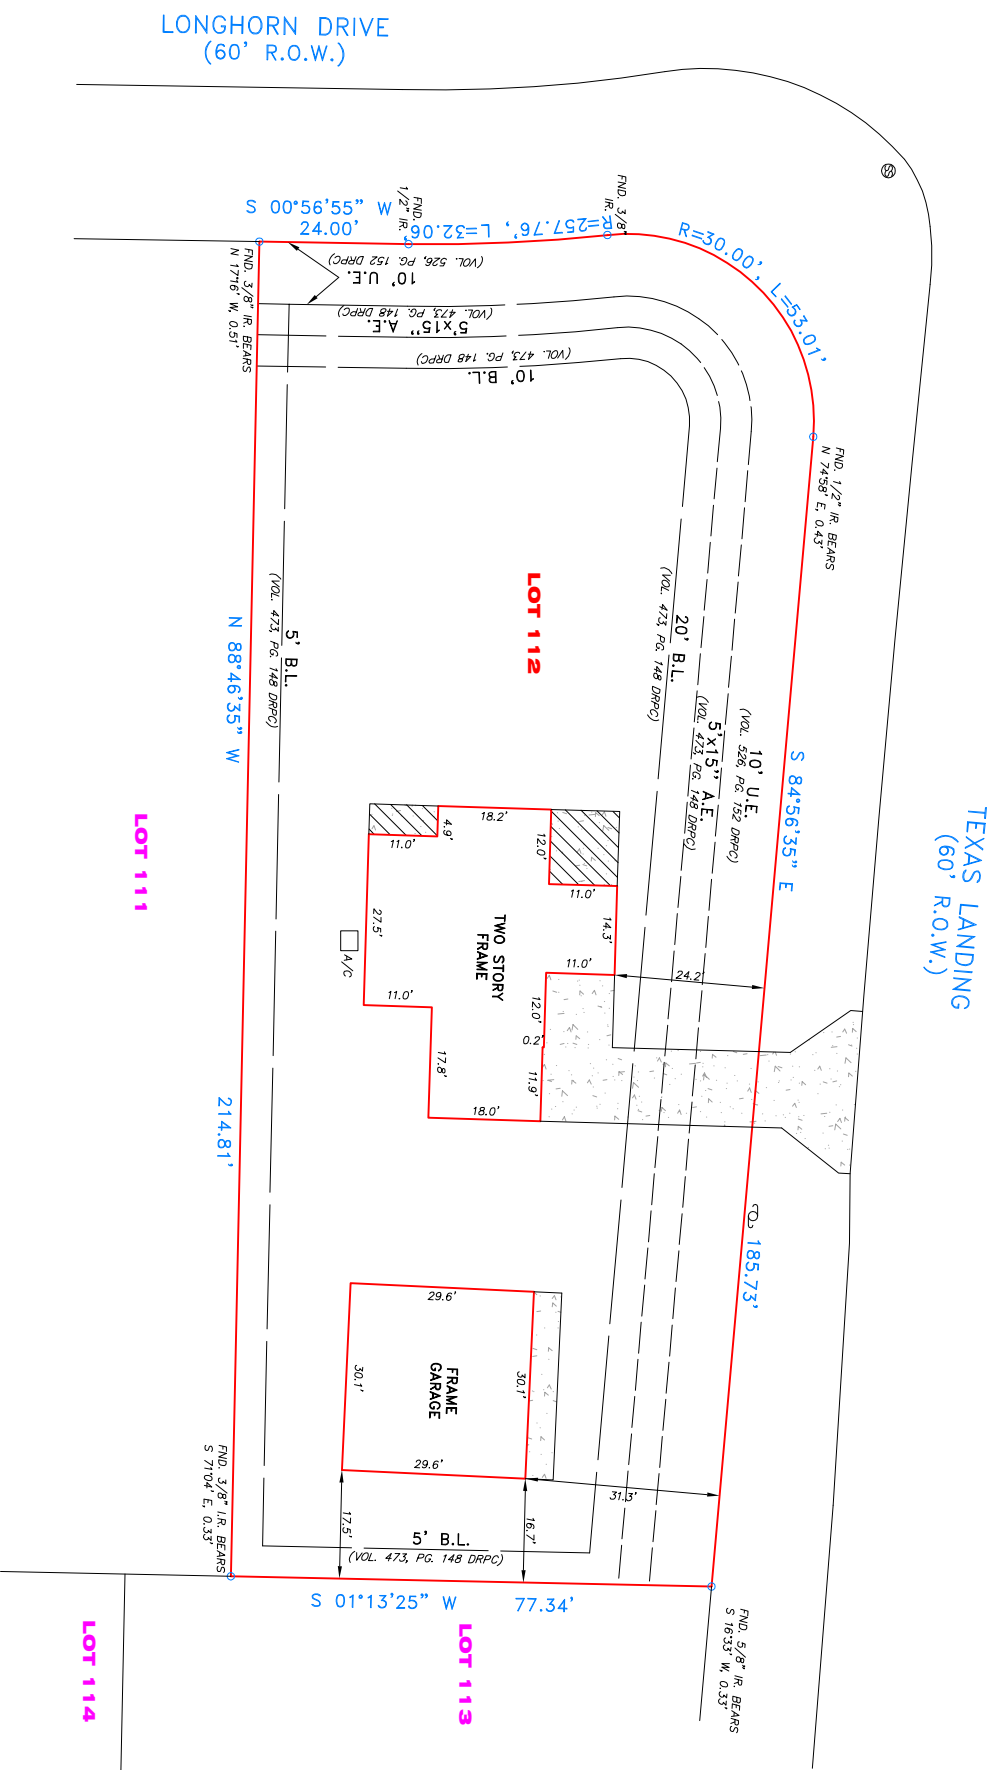 LONGHORN DRIVE
(60' R.O.W.)
S 00°56'55" W
24.00'
FND.
1/2" IR.
R=257.76', L=32.06'
FND. 3/8"
IR.
R=30.00', L=53.01'
(VOL. 526, PG. 152 DRPC)
10' U.E.
FND. 3/8" IR. BEARS
N 17°16' W, 0.51'
(VOL. 473, PG. 148 DRPC)
5'x15" A.E.
(VOL. 473, PG. 148 DRPC)
10' B.L.
FND. 1/2" IR. BEARS
N 74°58' E, 0.43'
LOT 112
5' B.L.
(VOL. 473, PG. 148 DRPC)
N 88°46'35" W
214.81'
20' B.L.
(VOL. 473, PG. 148 DRPC)
5'x15" A.E.
(VOL. 473, PG. 148 DRPC)
10' U.E.
(VOL. 526, PG. 152 DRPC)
S 84°56'35" E
185.73'
TEXAS LANDING
(60' R.O.W.)
LOT 111
18.2'
4.9'
11.0'
12.0'
11.0'
14.3'
27.5'
TWO STORY
FRAME
A/C
11.0'
24.2'
11.0'
12.0'
0.2'
11.9'
17.8'
18.0'
29.6'
30.1'
FRAME
GARAGE
30.1'
29.6'
31.3'
17.5'
16.7'
5' B.L.
(VOL. 473, PG. 148 DRPC)
FND. 3/8" I.R. BEARS
S 71°04' E, 0.33'
S 01°13'25" W
77.34'
FND. 5/8" IR. BEARS
S 16°33' W, 0.33'
LOT 113
LOT 114